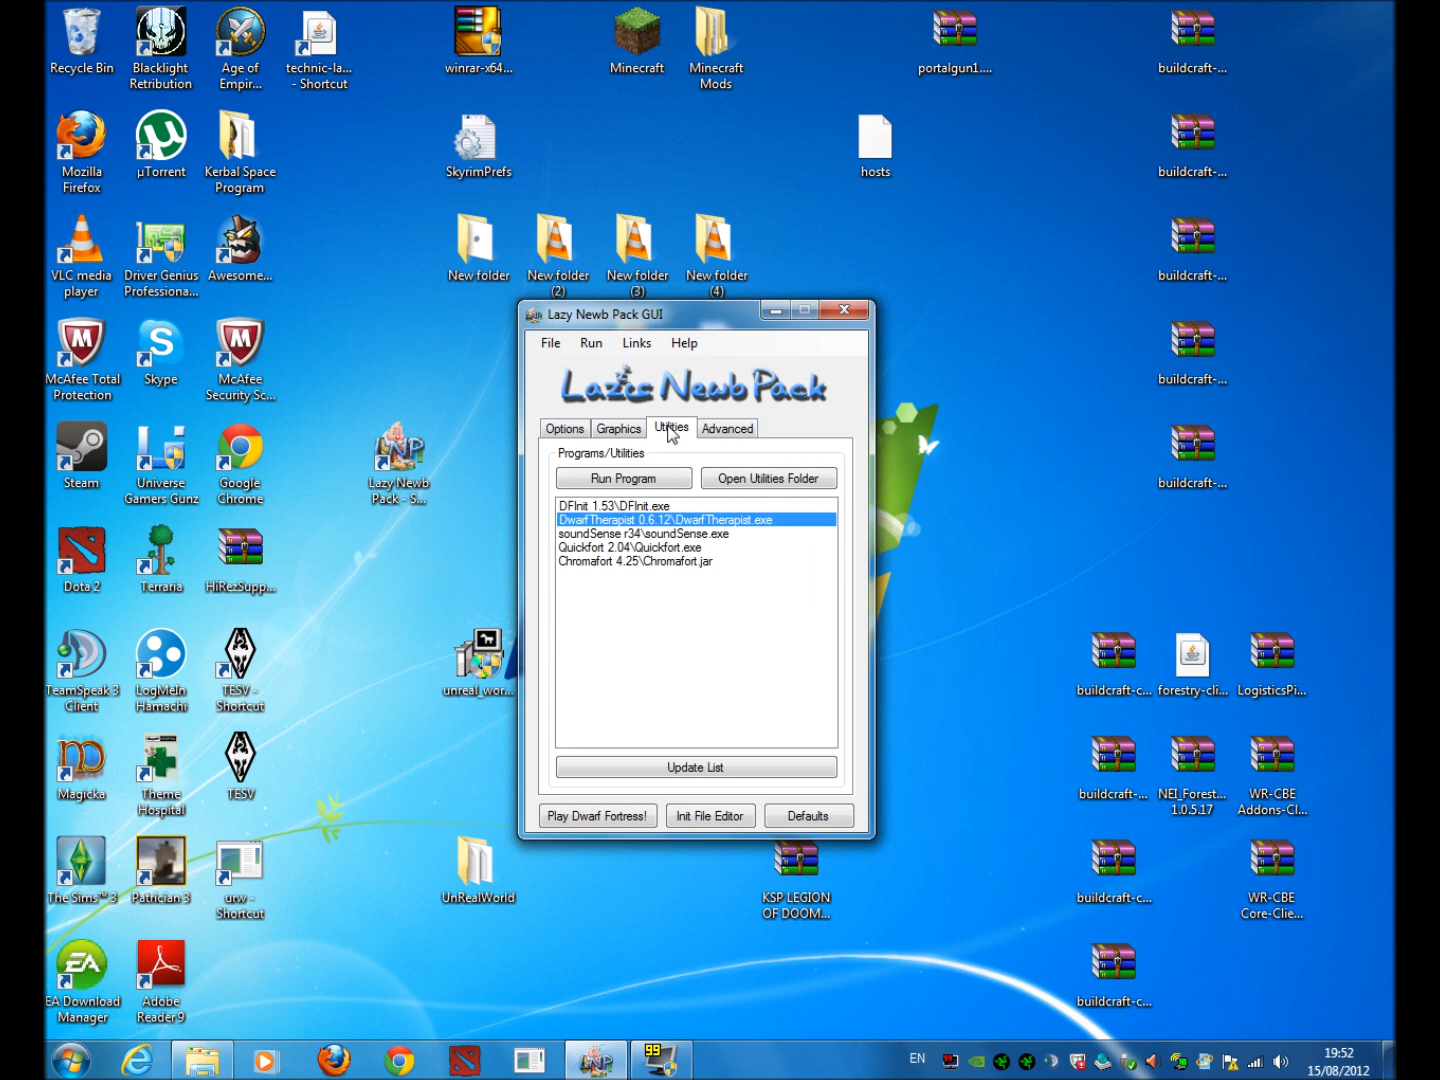 Recycle Bin
Blacklight
Retribution
Age of
Empir...
technic-la...
- Shortcut
winrar-x64...
Minecraft
Minecraft
Mods
portalgun1....
buildcraft-...
Mozilla
Firefox
µTorrent
Kerbal Space
Program
SkyrimPrefs
hosts
buildcraft-...
VLC media
player
Driver Genius
Professiona...
Awesome...
New folder
New folder
(2)
New folder
(3)
New folder
(4)
buildcraft-...
McAfee Total
Protection
Skype
McAfee
Security Sc...
buildcraft-...
Steam
Universe
Gamers Gunz
Google
Chrome
Lazy Newb
Pack - S...
buildcraft-...
Dota 2
Terraria
HiRezSupp...
TeamSpeak 3
Client
LogMeIn
Hamachi
TESV -
Shortcut
unreal_wor...
buildcraft-c...
forestry-cli...
LogisticsPi...
Magicka
Theme
Hospital
TESV
buildcraft-...
NEI_Forest...
1.0.5.17
WR-CBE
Addons-Cl...
The Sims™ 3
Patrician 3
urw -
Shortcut
UnRealWorld
KSP LEGION
OF DOOM...
buildcraft-c...
WR-CBE
Core-Clie...
EA Download
Manager
Adobe
Reader 9
buildcraft-c...
Lazy Newb Pack GUI
File Run Links Help
Lazy Newb Pack
Options Graphics Utilities Advanced
Programs/Utilities
Run Program Open Utilities Folder
DFInit 1.53\DFInit.exe
DwarfTherapist 0.6.12\DwarfTherapist.exe
soundSense r34\soundSense.exe
Quickfort 2.04\Quickfort.exe
Chromafort 4.25\Chromafort.jar
Update List
Play Dwarf Fortress! Init File Editor Defaults
99
EN
19:52
15/08/2012